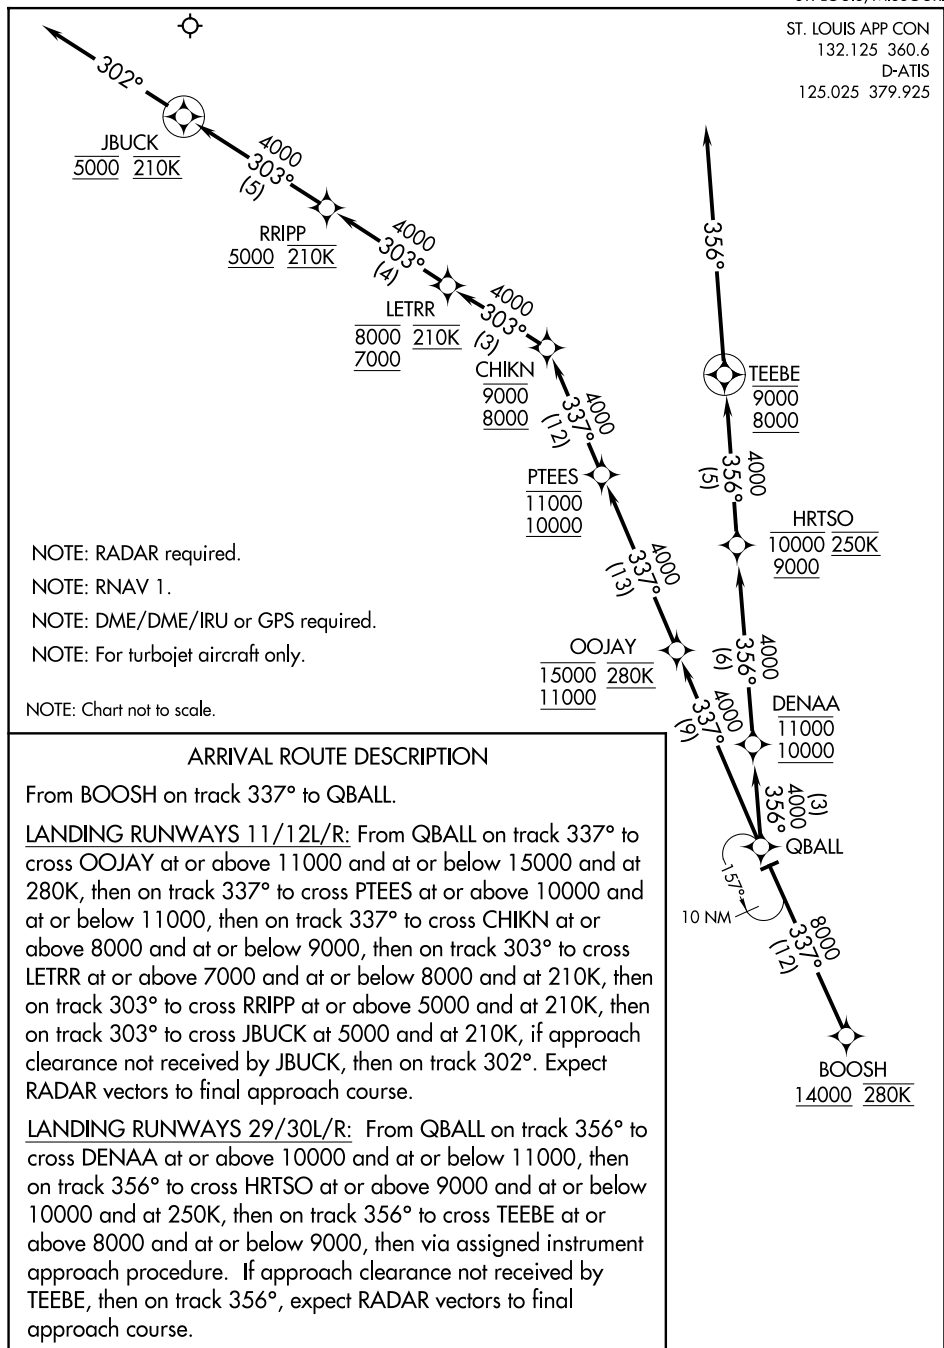 ST. LOUIS APP CON
132.125 360.6
D-ATIS
125.025 379.925
302°
JBUCK
5000 210K
4000
303°
(5)
RRIPP
5000 210K
4000
303°
(4)
LETRR
8000 210K
7000
4000
303°
(3)
CHIKN
9000
8000
4000
337°
(12)
PTEES
11000
10000
4000
337°
(13)
OOJAY
15000 280K
11000
4000
337°
(9)
356°
TEEBE
9000
8000
4000
356°
(5)
HRTSO
10000 250K
9000
4000
356°
(6)
DENAA
11000
10000
(3)
4000
356°
QBALL
157°
10 NM
8000
337°
(12)
BOOSH
14000 280K
NOTE: RADAR required.
NOTE: RNAV 1.
NOTE: DME/DME/IRU or GPS required.
NOTE: For turbojet aircraft only.
NOTE: Chart not to scale.
ARRIVAL ROUTE DESCRIPTION
From BOOSH on track 337° to QBALL.
LANDING RUNWAYS 11/12L/R: From QBALL on track 337° to
cross OOJAY at or above 11000 and at or below 15000 and at
280K, then on track 337° to cross PTEES at or above 10000 and
at or below 11000, then on track 337° to cross CHIKN at or
above 8000 and at or below 9000, then on track 303° to cross
LETRR at or above 7000 and at or below 8000 and at 210K, then
on track 303° to cross RRIPP at or above 5000 and at 210K, then
on track 303° to cross JBUCK at 5000 and at 210K, if approach
clearance not received by JBUCK, then on track 302°. Expect
RADAR vectors to final approach course.
LANDING RUNWAYS 29/30L/R: From QBALL on track 356° to
cross DENAA at or above 10000 and at or below 11000, then
on track 356° to cross HRTSO at or above 9000 and at or below
10000 and at 250K, then on track 356° to cross TEEBE at or
above 8000 and at or below 9000, then via assigned instrument
approach procedure. If approach clearance not received by
TEEBE, then on track 356°, expect RADAR vectors to final
approach course.